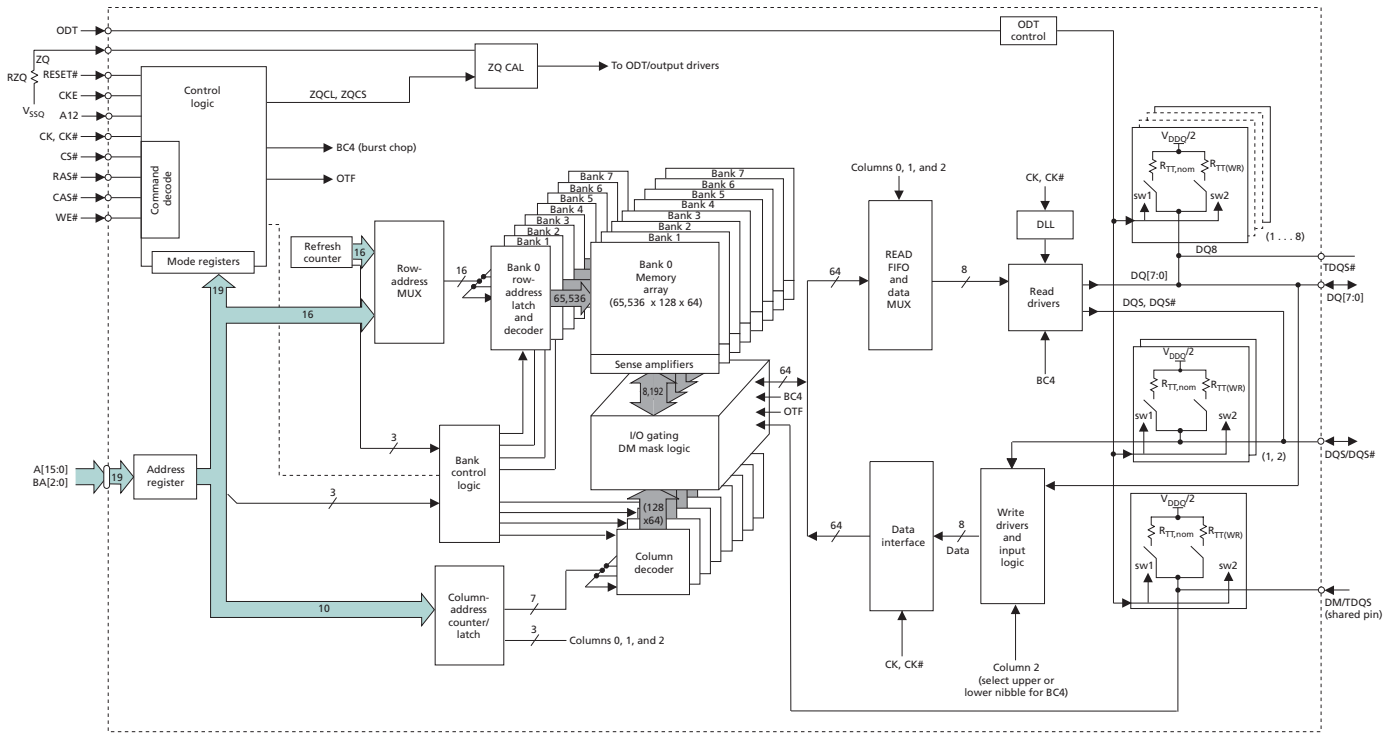 ODT
ODT
control
ZQ
RZQ
V_SSQ
RESET#
CKE
A12
CK, CK#
CS#
RAS#
CAS#
WE#
Control
logic
Command
decode
Mode registers
ZQ CAL
To ODT/output drivers
ZQCL, ZQCS
BC4 (burst chop)
OTF
Refresh
counter
16
19
16
Row-
address
MUX
16
Bank 7
Bank 6
Bank 5
Bank 4
Bank 3
Bank 2
Bank 1
Bank 0
row-
address
latch
and
decoder
65,536
Bank 7
Bank 6
Bank 5
Bank 4
Bank 3
Bank 2
Bank 1
Bank 0
Memory
array
(65,536 x 128 x 64)
Sense amplifiers
8,192
I/O gating
DM mask logic
64
BC4
OTF
(128
x64)
Column
decoder
3
3
Bank
control
logic
A[15:0]
BA[2:0]
19
Address
register
10
Column-
address
counter/
latch
7
3
Columns 0, 1, and 2
Columns 0, 1, and 2
64
READ
FIFO
and
data
MUX
8
CK, CK#
DLL
Read
drivers
BC4
DQ8
DQ[7:0]
DQS, DQS#
64
Data
interface
CK, CK#
8
Data
Write
drivers
and
input
logic
Column 2
(select upper or
lower nibble for BC4)
V_DDQ/2
R_TT,nom
R_TT(WR)
sw1
sw2
(1 . . . 8)
TDQS#
DQ[7:0]
V_DDQ/2
R_TT,nom
R_TT(WR)
sw1
sw2
(1, 2)
DQS/DQS#
V_DDQ/2
R_TT,nom
R_TT(WR)
sw1
sw2
DM/TDQS
(shared pin)